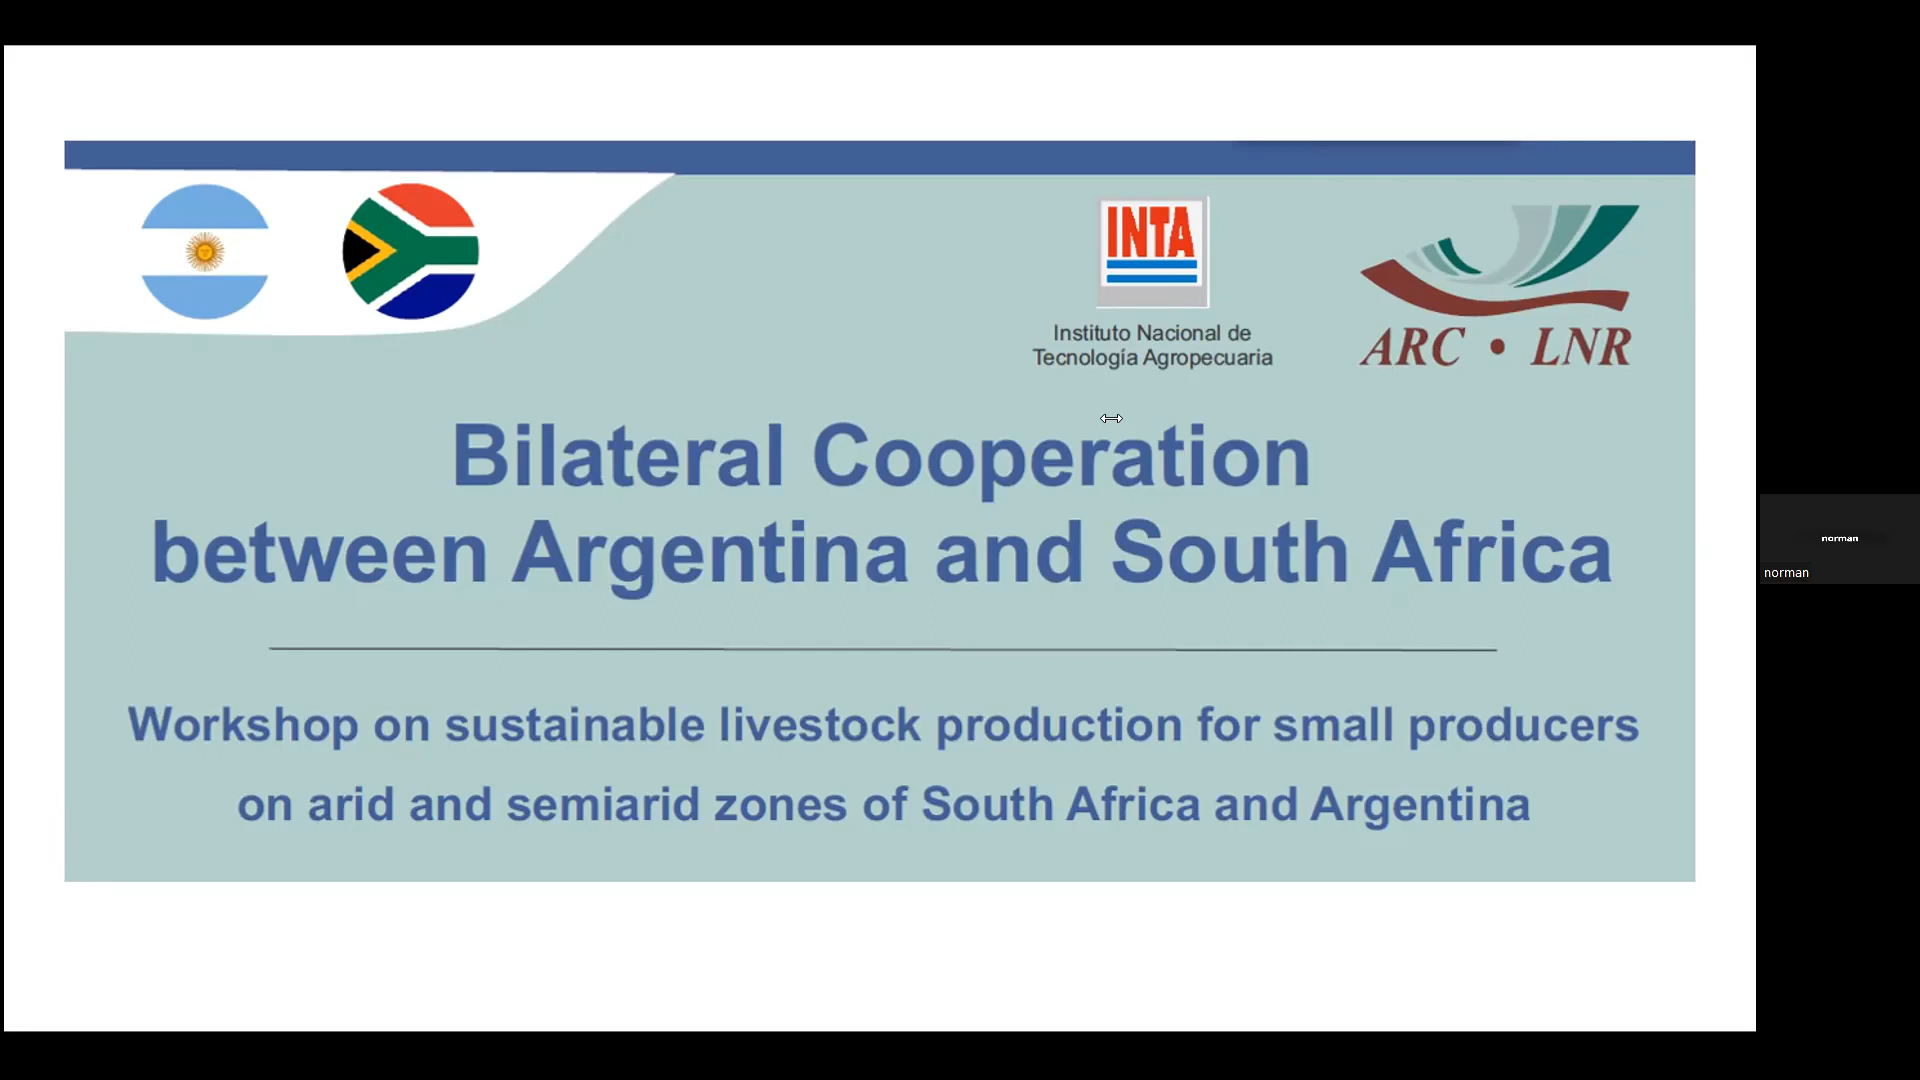 INTA
Instituto Nacional de
Tecnología Agropecuaria
ARC • LNR
Bilateral Cooperation
between Argentina and South Africa
Workshop on sustainable livestock production for small producers
on arid and semiarid zones of South Africa and Argentina
norman
norman